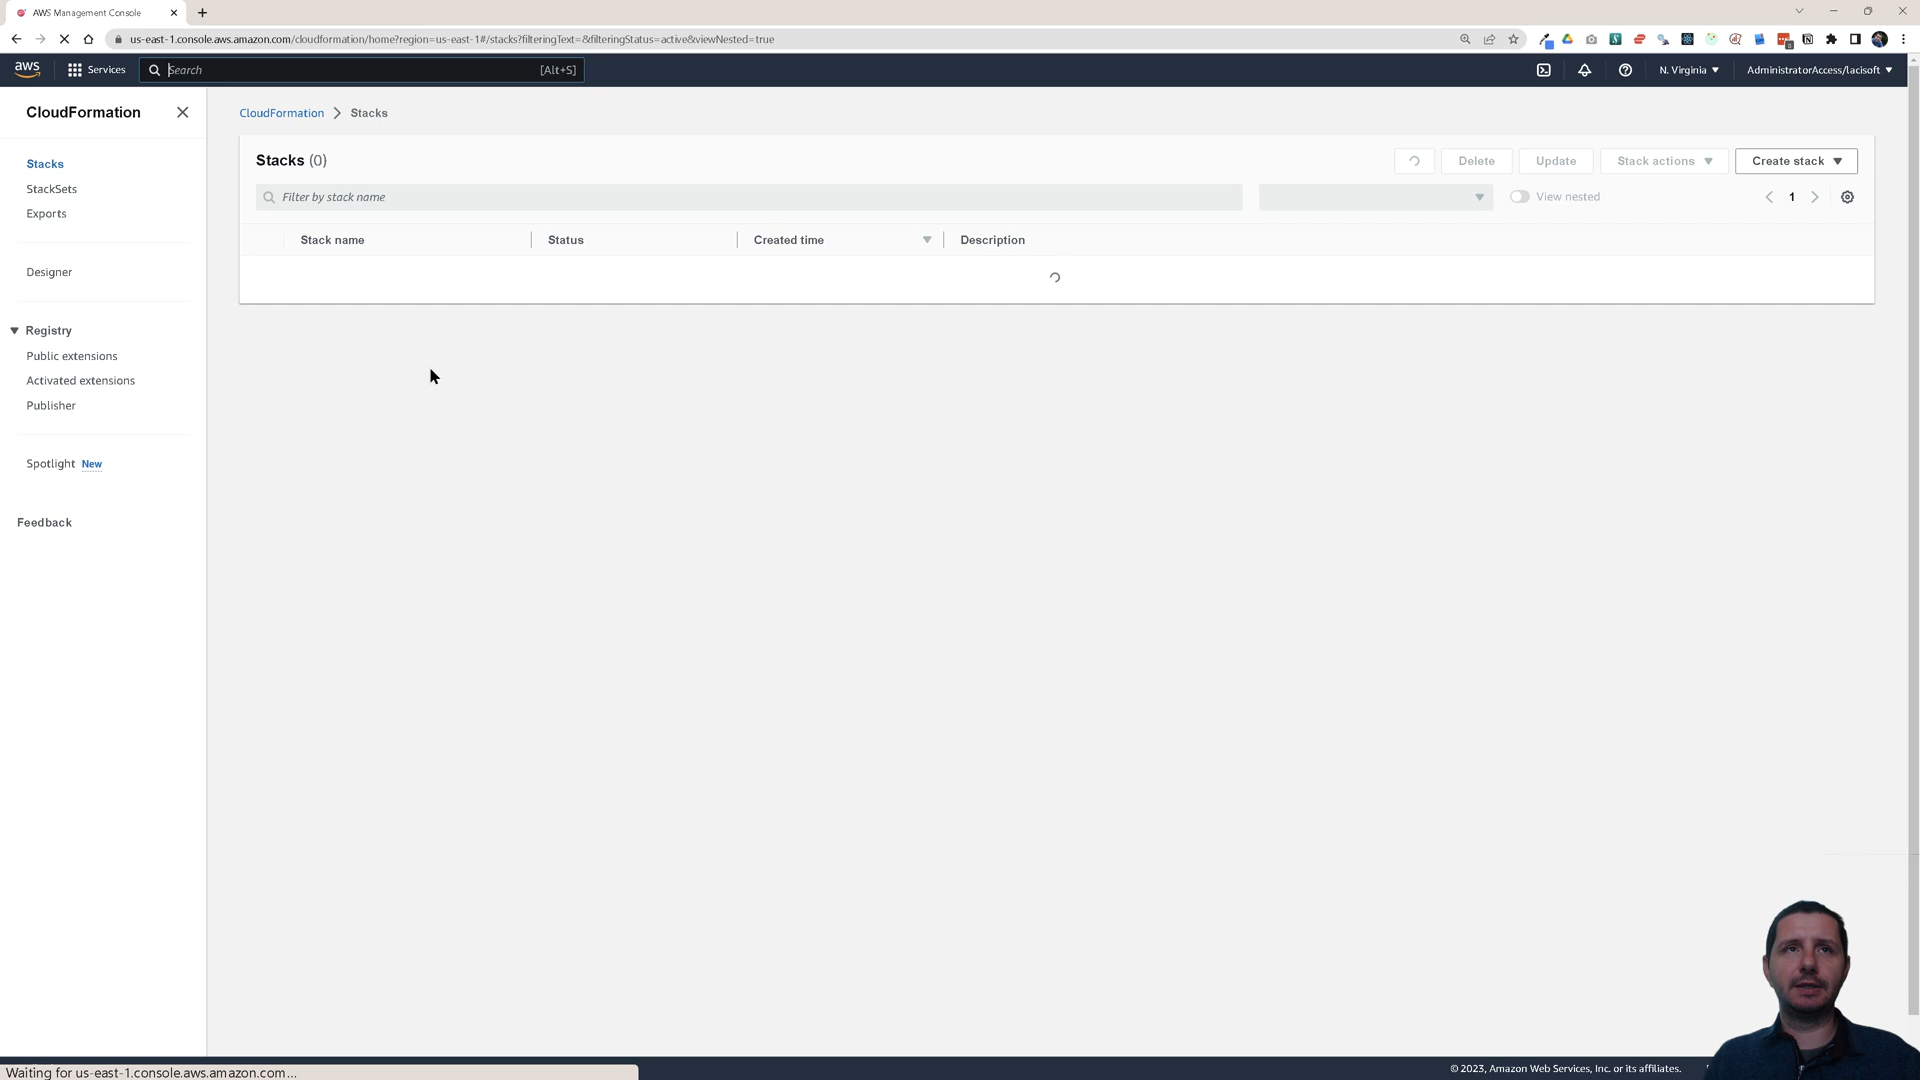 AWS Management Console
us-east-1.console.aws.amazon.com/cloudformation/home?region=us-east-1#/stacks?filteringText=&filteringStatus=active&viewNested=true
aws
Services
Search
[Alt+S]
N. Virginia
AdministratorAccess/lacisoft
CloudFormation
CloudFormation
Stacks
Stacks (0)
Delete
Update
Stack actions
Create stack
Filter by stack name
View nested
1
Stack name
Status
Created time
Description
Stacks
StackSets
Exports
Designer
Registry
Public extensions
Activated extensions
Publisher
Spotlight New
Feedback
Waiting for us-east-1.console.aws.amazon.com...
© 2023, Amazon Web Services, Inc. or its affiliates.